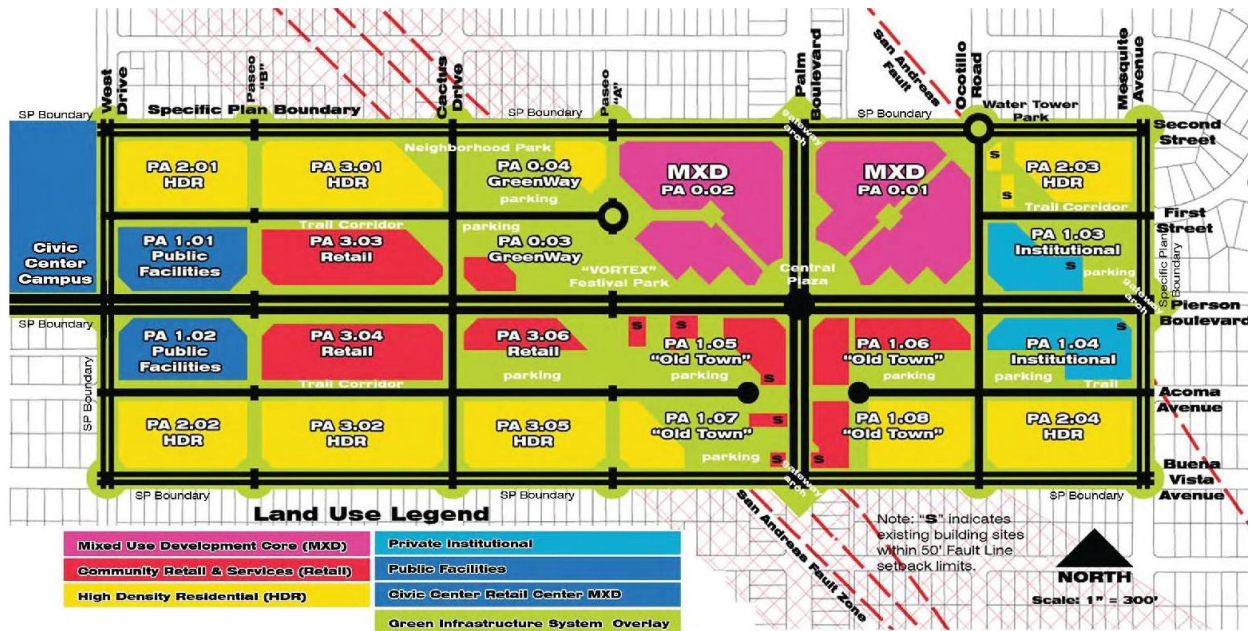 West
Drive
Paseo
"B"
Cactus
Drive
Paseo
"A"
Palm
Boulevard
San Andreas
Fault
Ocotillo
Road
Mesquite
Avenue
SP Boundary
Specific Plan Boundary
SP Boundary
gateway
arch
SP Boundary
Water Tower
Park
Second
Street
Neighborhood Park
PA 2.01
HDR
PA 3.01
HDR
PA 0.04
GreenWay
parking
MXD
PA 0.02
MXD
PA 0.01
S
S
PA 2.03
HDR
Trail Corridor
First
Street
Civic
Center
Campus
Trail Corridor
parking
PA 1.01
Public
Facilities
PA 3.03
Retail
PA 0.03
GreenWay
"VORTEX"
Festival Park
Central
Plaza
PA 1.03
Institutional
S
parking
Specific Plan
Boundary
gateway
arch
Pierson
Boulevard
SP Boundary
SP Boundary
PA 1.02
Public
Facilities
PA 3.04
Retail
Trail Corridor
PA 3.06
Retail
parking
S
S
PA 1.05
"Old Town"
parking
S
PA 1.06
"Old Town"
parking
S
PA 1.04
Institutional
parking
Trail
Acoma
Avenue
SP Boundary
PA 2.02
HDR
PA 3.02
HDR
PA 3.05
HDR
PA 1.07
"Old Town"
parking
S
S
S
PA 1.08
"Old Town"
PA 2.04
HDR
gateway
arch
Buena
Vista
Avenue
SP Boundary
SP Boundary
SP Boundary
San Andreas Fault Zone
Land Use Legend
Mixed Use Development Core (MXD)
Community Retail & Services (Retail)
High Density Residential (HDR)
Private Institutional
Public Facilities
Civic Center Retail Center MXD
Green Infrastructure System Overlay
Note: "S" indicates
existing building sites
within 50' Fault Line
setback limits.
NORTH
Scale: 1" = 300'